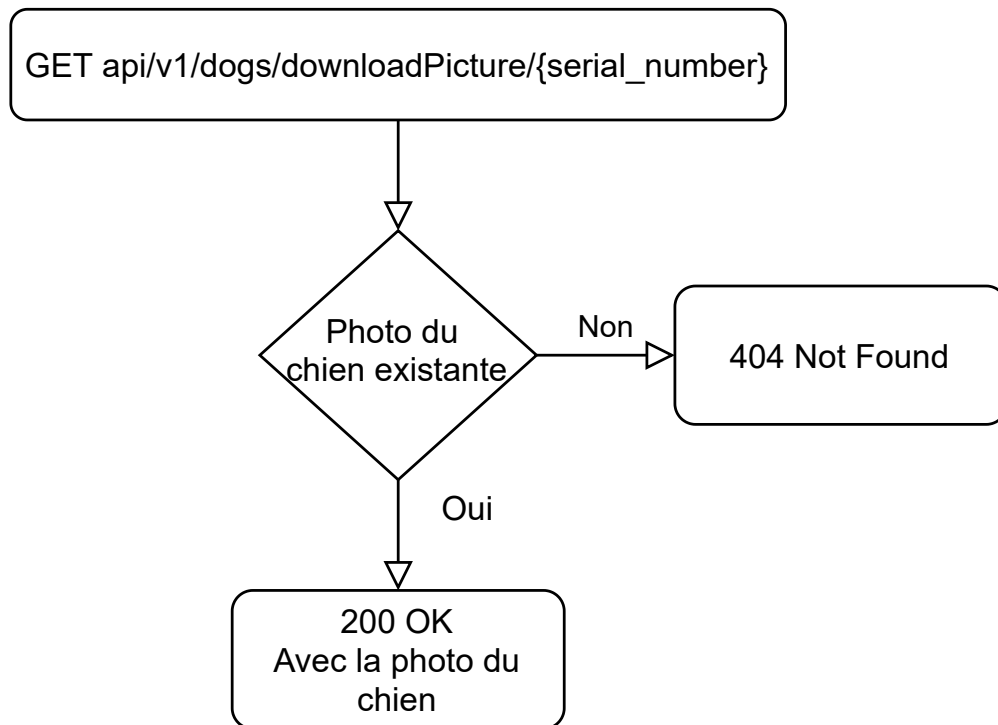 GET api/v1/dogs/downloadPicture/{serial_number}
Photo du
chien existante
Non
404 Not Found
Oui
200 OK
Avec la photo du
chien